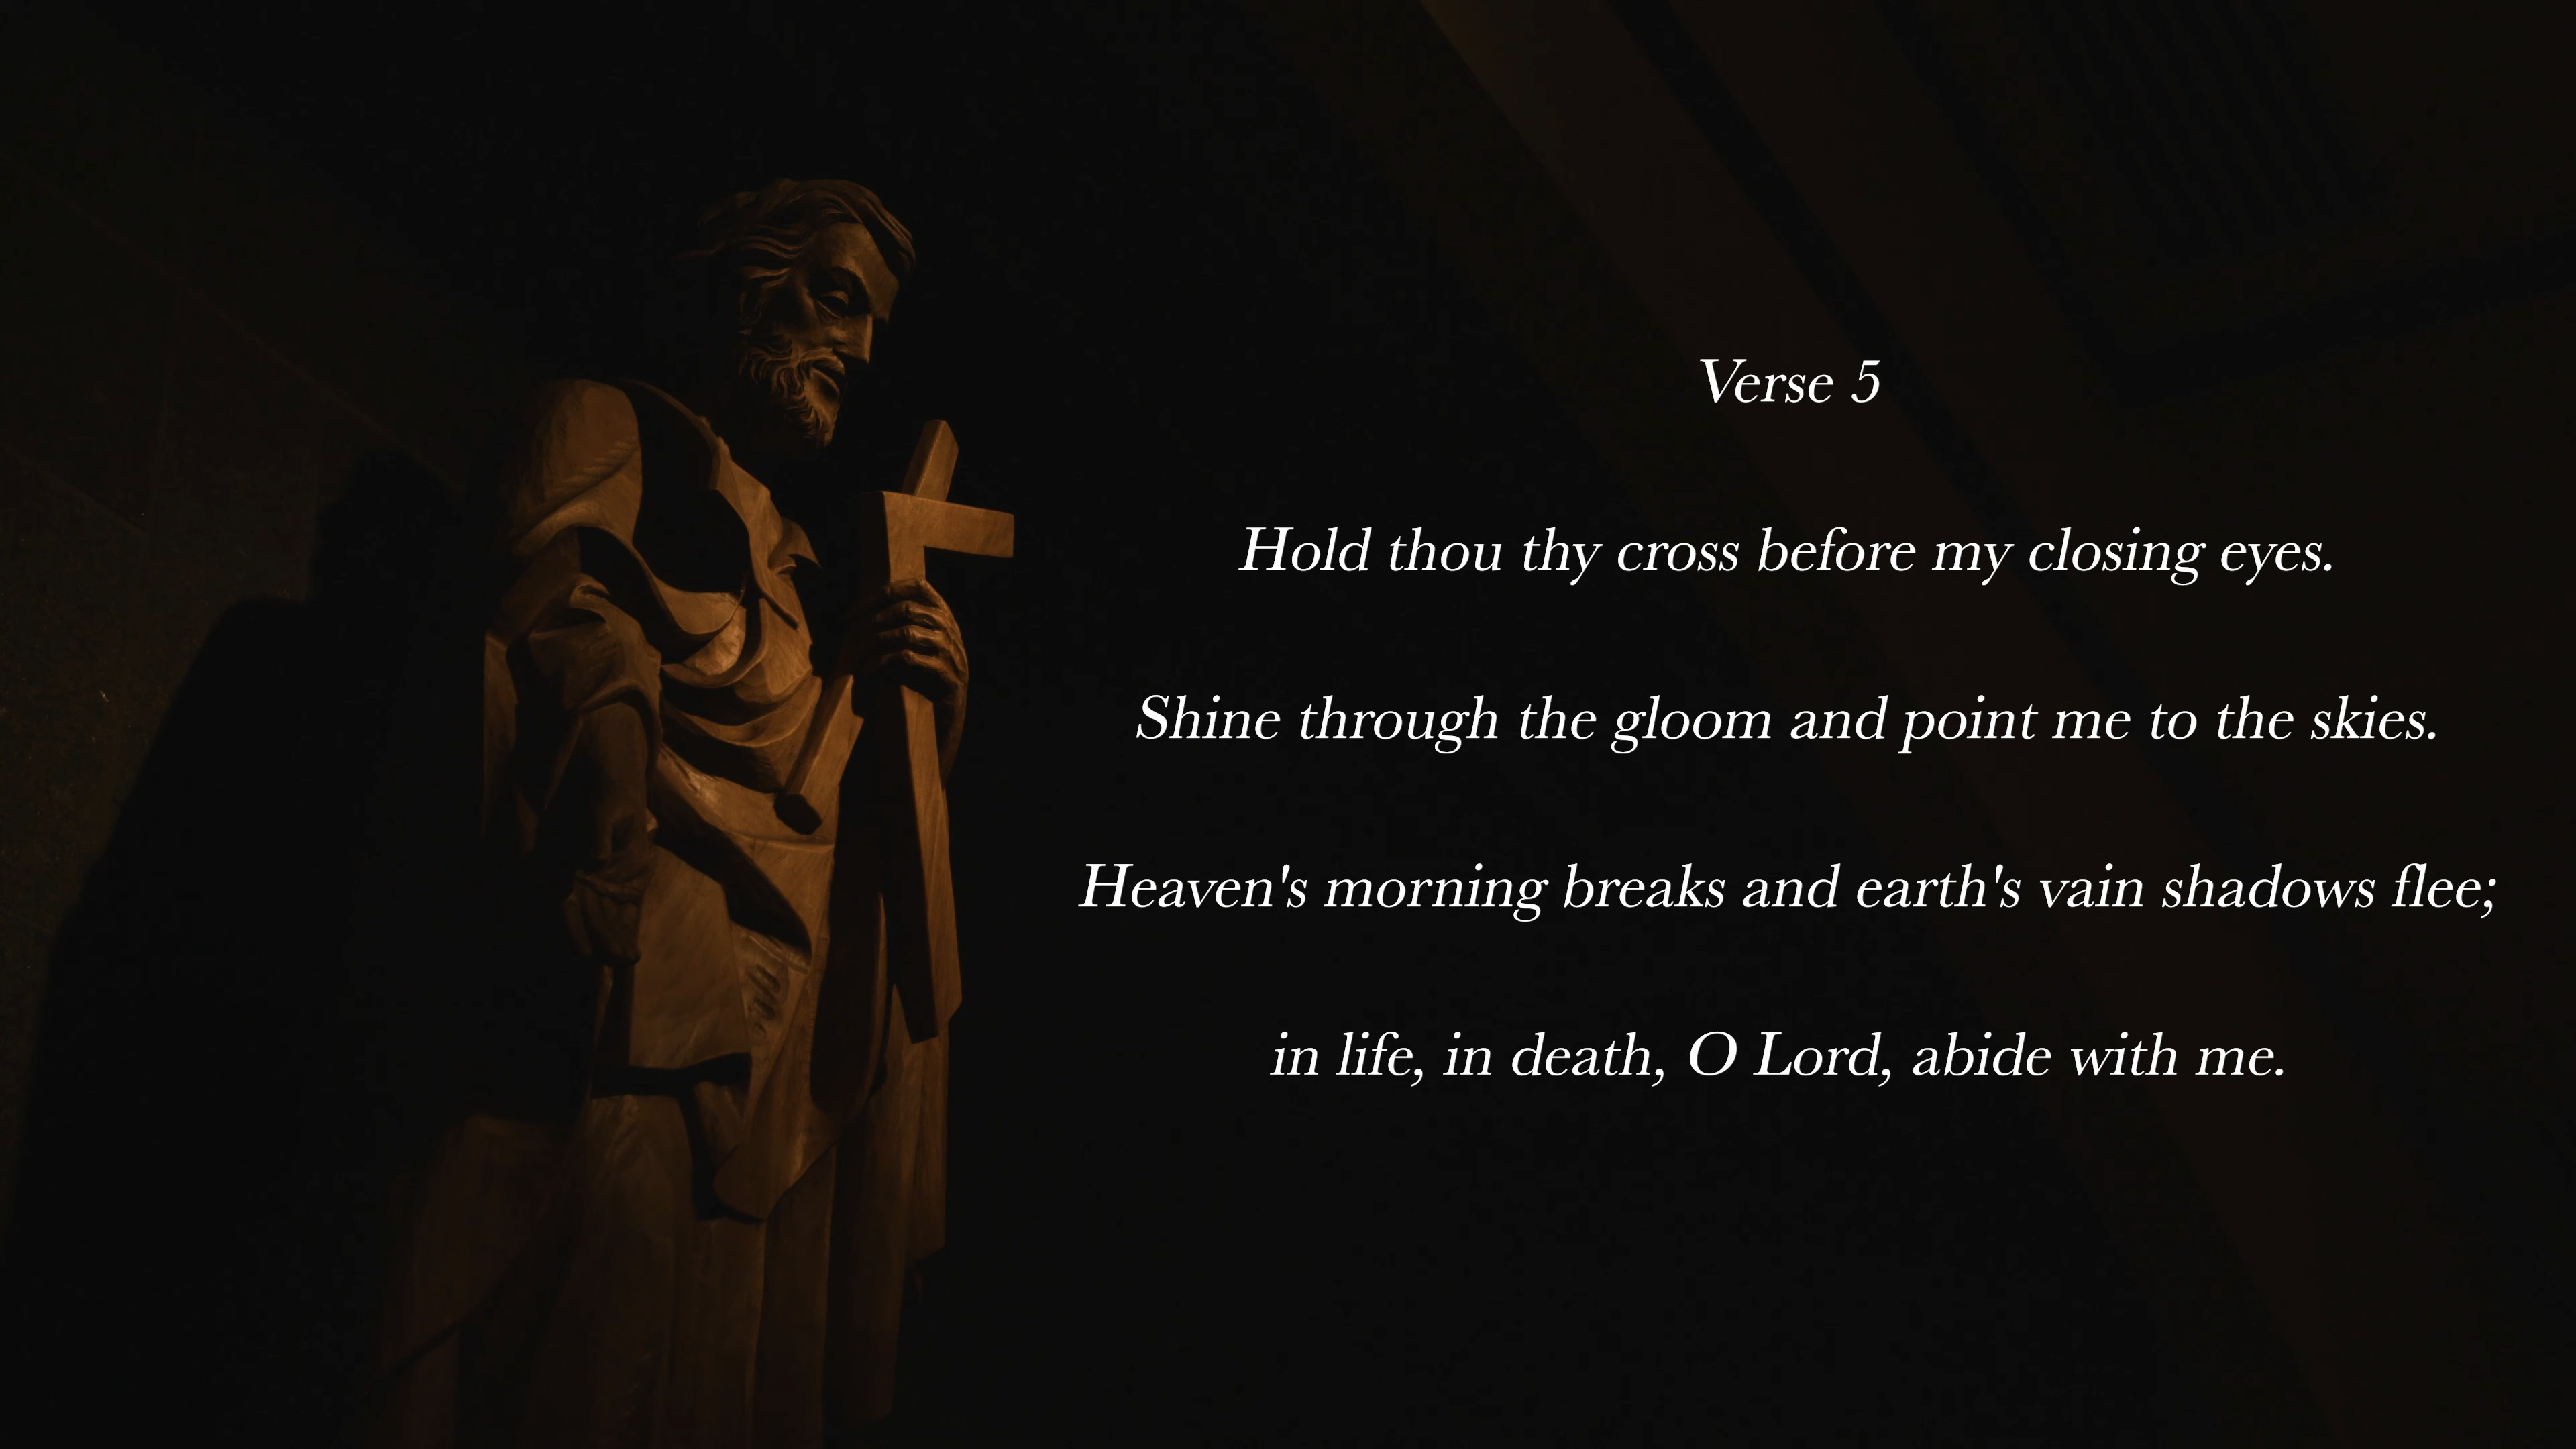 Verse 5
Hold thou thy cross before my closing eyes.
Shine through the gloom and point me to the skies.
Heaven's morning breaks and earth's vain shadows flee;
in life, in death, O Lord, abide with me.